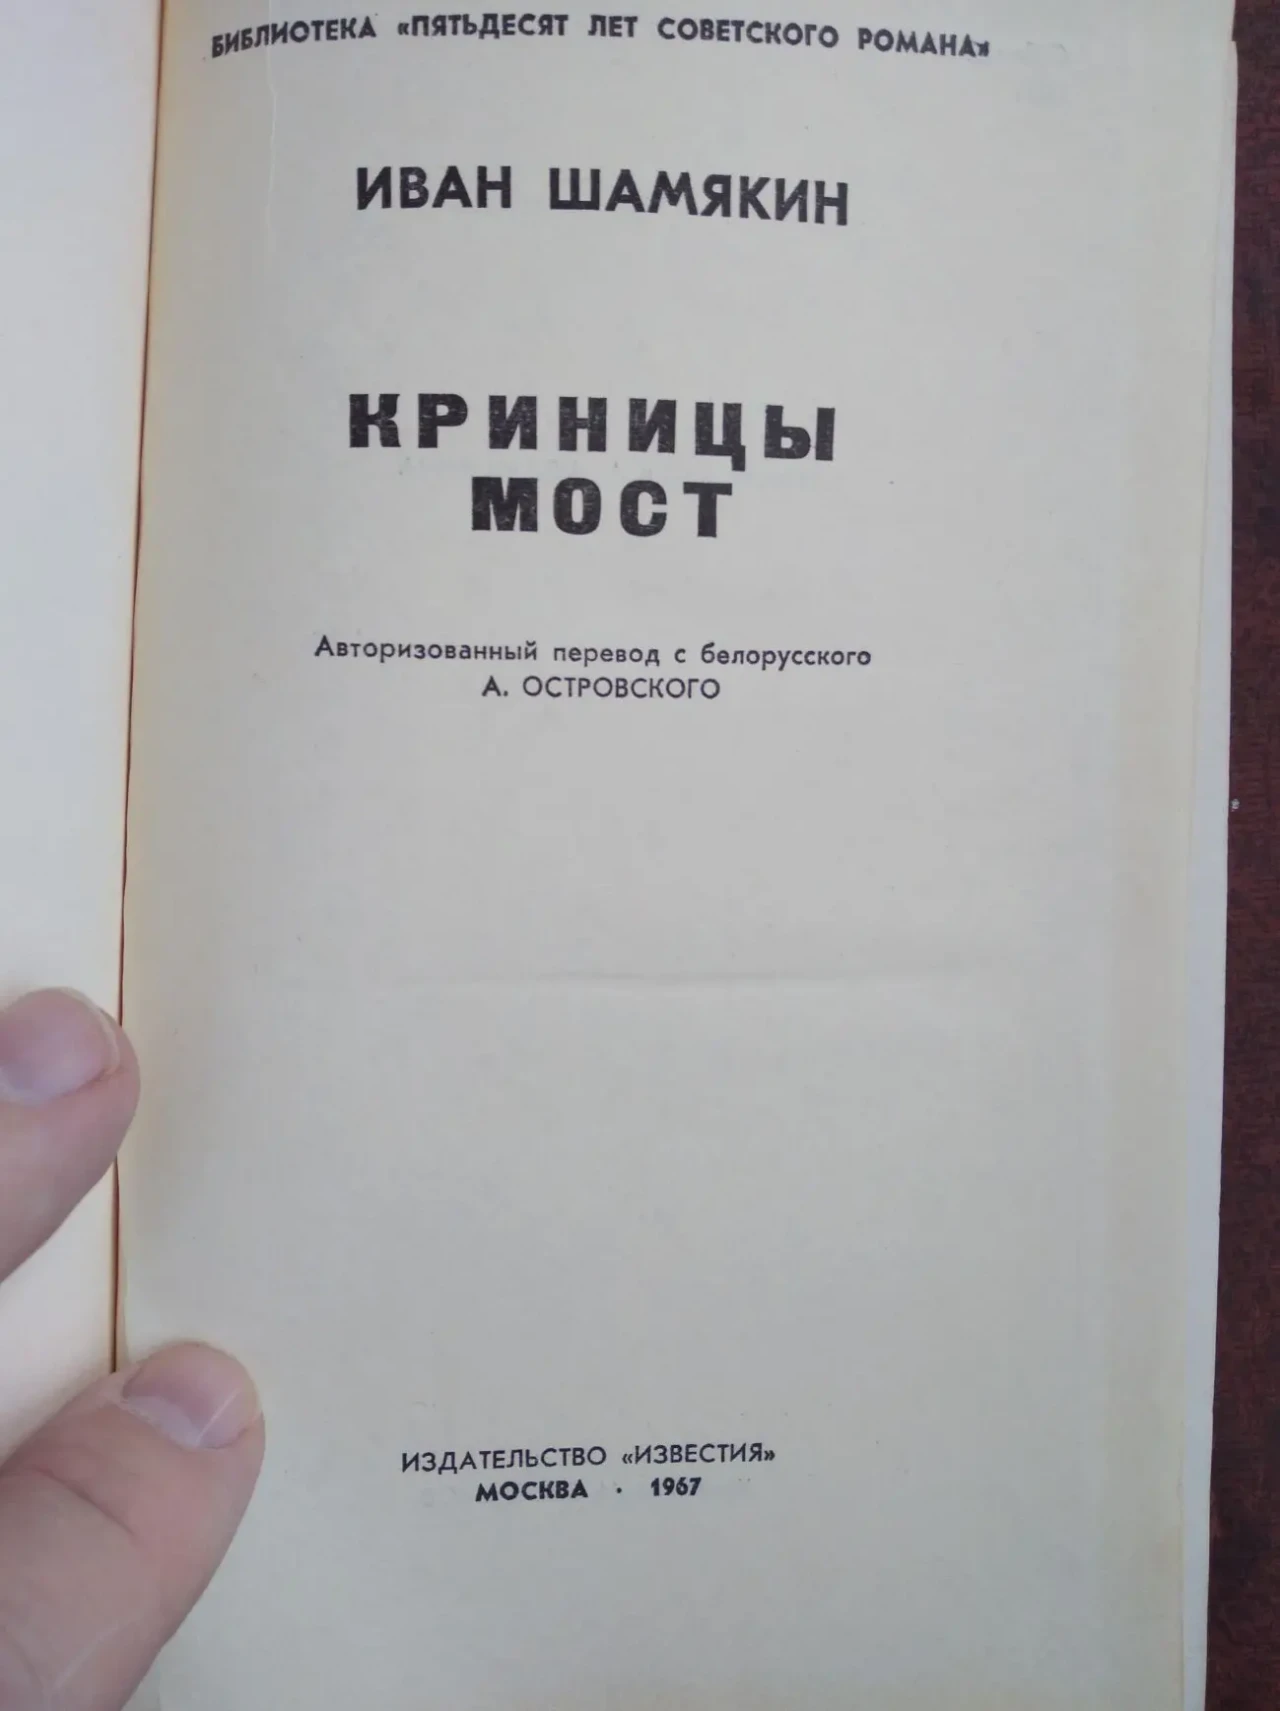 БИБЛИОТЕКА «ПЯТЬДЕСЯТ ЛЕТ СОВЕТСКОГО РОМАНА»
ИВАН ШАМЯКИН
КРИНИЦЫ
МОСТ
Авторизованный перевод с белорусского
А. ОСТРОВСКОГО
ИЗДАТЕЛЬСТВО «ИЗВЕСТИЯ»
МОСКВА · 1967